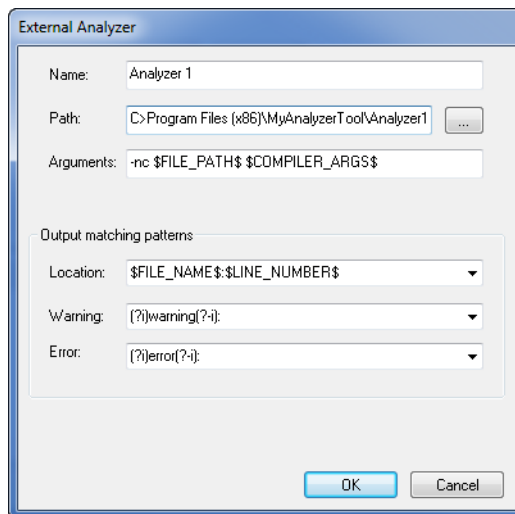 External Analyzer
Name: Analyzer 1
Path: C>Program Files (x86)\MyAnalyzerTool\Analyzer1 ...
Arguments: -nc $FILE_PATH$ $COMPILER_ARGS$
Output matching patterns
Location: $FILE_NAME$:$LINE_NUMBER$
Warning: (?i)warning(?-i):
Error: (?i)error(?-i):
OK Cancel